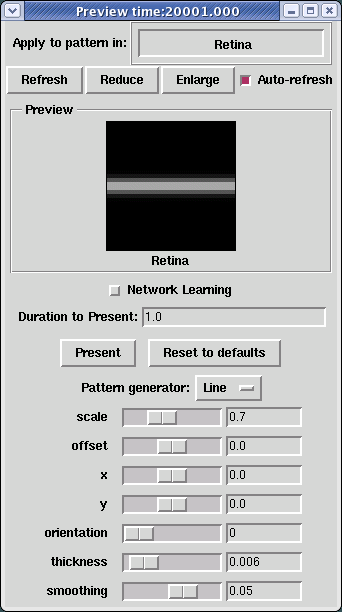 Preview time:20001.000
Apply to pattern in: Retina
Refresh Reduce Enlarge Auto-refresh
Preview
Retina
Network Learning
Duration to Present: 1.0
Present Reset to defaults
Pattern generator: Line
scale 0.7
offset 0.0
x 0.0
y 0.0
orientation 0
thickness 0.006
smoothing 0.05